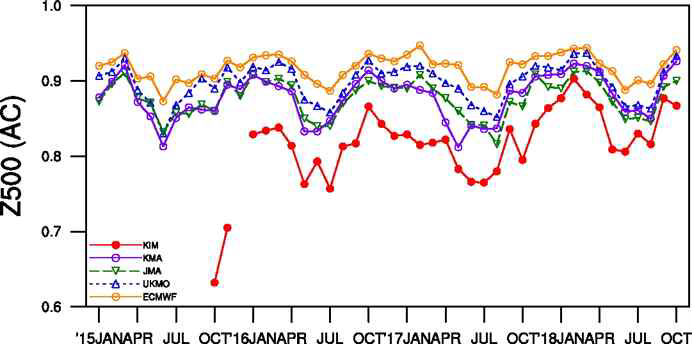 Z500 (AC)
1.0
0.9
0.8
0.7
0.6
KIM
KMA
JMA
UKMO
ECMWF
'15JANAPR JUL OCT'16JANAPR JUL OCT'17JANAPR JUL OCT'18JANAPR JUL OCT